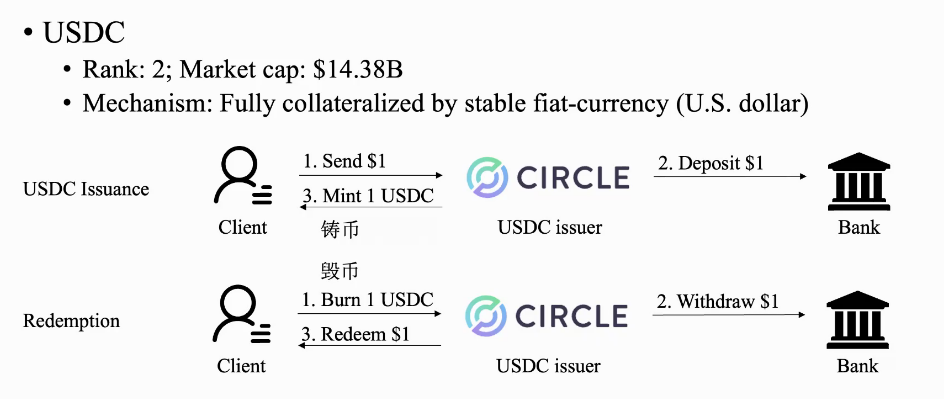 • USDC
• Rank: 2; Market cap: $14.38B
• Mechanism: Fully collateralized by stable fiat-currency (U.S. dollar)
USDC Issuance
1. Send $1
3. Mint 1 USDC
铸币
Client
CIRCLE
USDC issuer
2. Deposit $1
Bank
Redemption
毁币
1. Burn 1 USDC
3. Redeem $1
Client
CIRCLE
USDC issuer
2. Withdraw $1
Bank